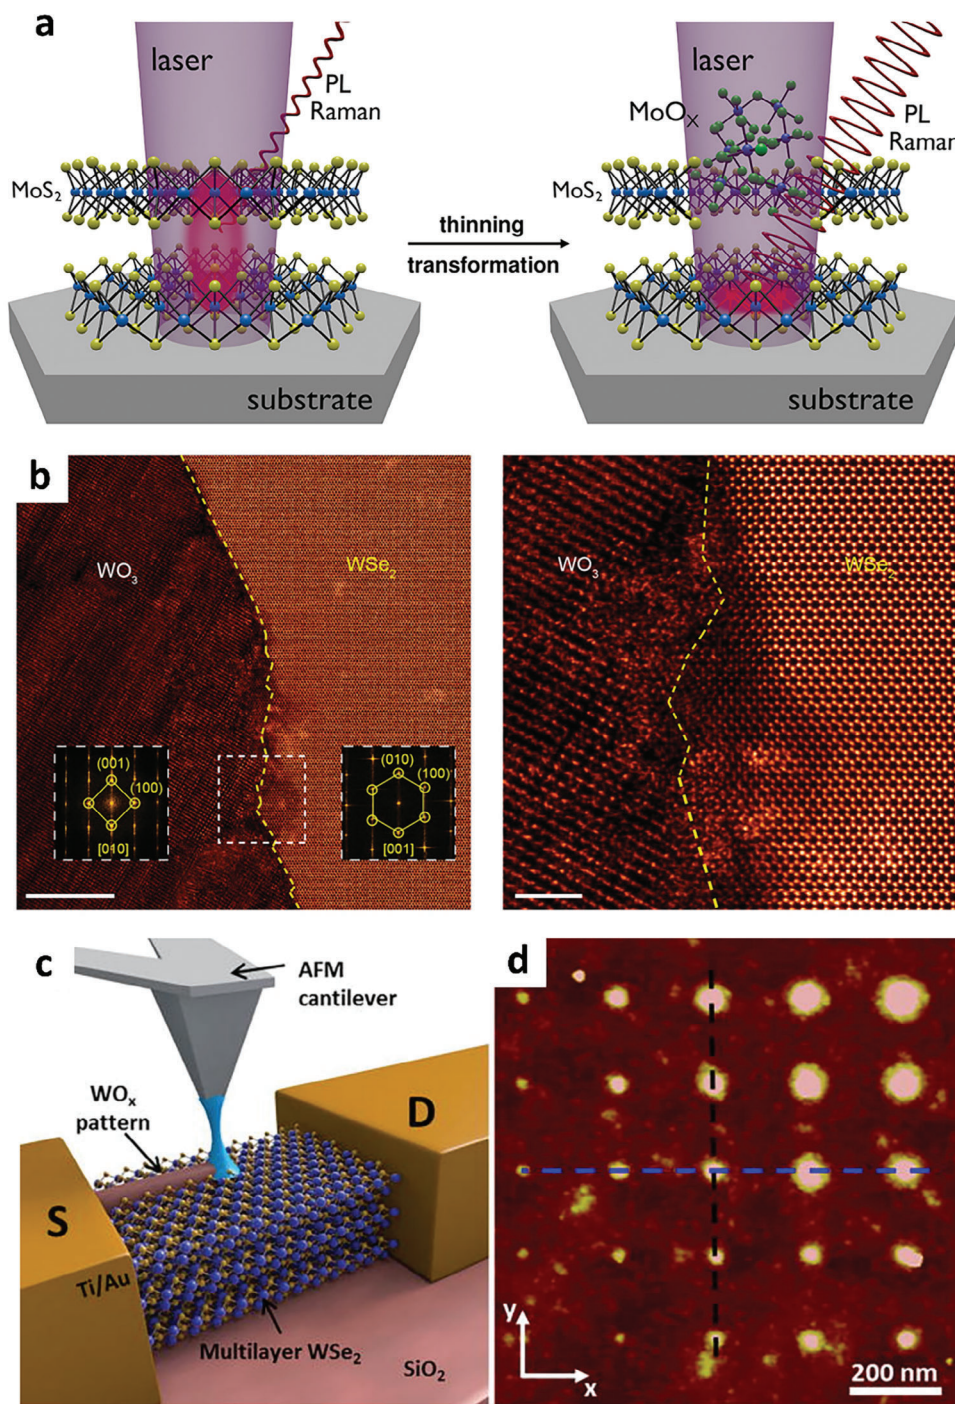 a
laser
PL
Raman
MoS₂
substrate
thinning
transformation
laser
MoOₓ
PL
Raman
MoS₂
substrate
b
WO₃
WSe₂
(001)
(100)
[010]
(010)
(100)
[001]
WO₃
WSe₂
c
AFM
cantilever
WOₓ
pattern
D
S
Ti/Au
Multilayer WSe₂
SiO₂
d
y
x
200 nm